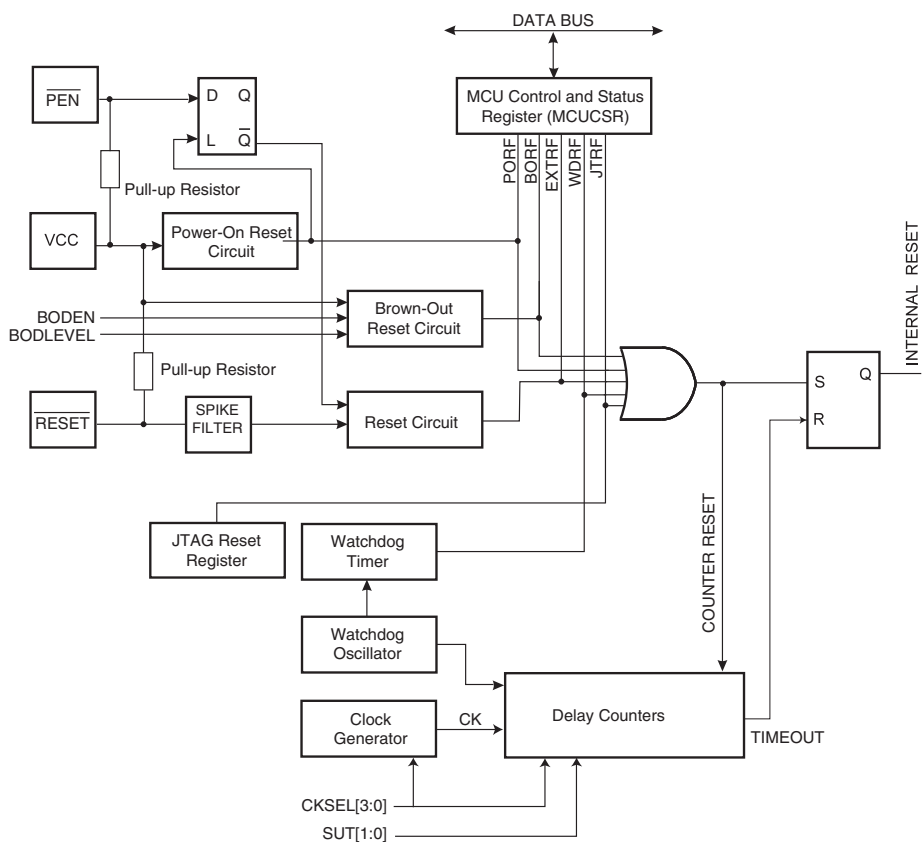 DATA BUS
PEN
D Q
L Q
MCU Control and Status
Register (MCUCSR)
PORF
BORF
EXTRF
WDRF
JTRF
Pull-up Resistor
VCC
Power-On Reset
Circuit
BODEN
BODLEVEL
Brown-Out
Reset Circuit
Pull-up Resistor
RESET
SPIKE
FILTER
Reset Circuit
INTERNAL RESET
S
Q
R
COUNTER RESET
JTAG Reset
Register
Watchdog
Timer
Watchdog
Oscillator
Clock
Generator
CK
Delay Counters
TIMEOUT
CKSEL[3:0]
SUT[1:0]